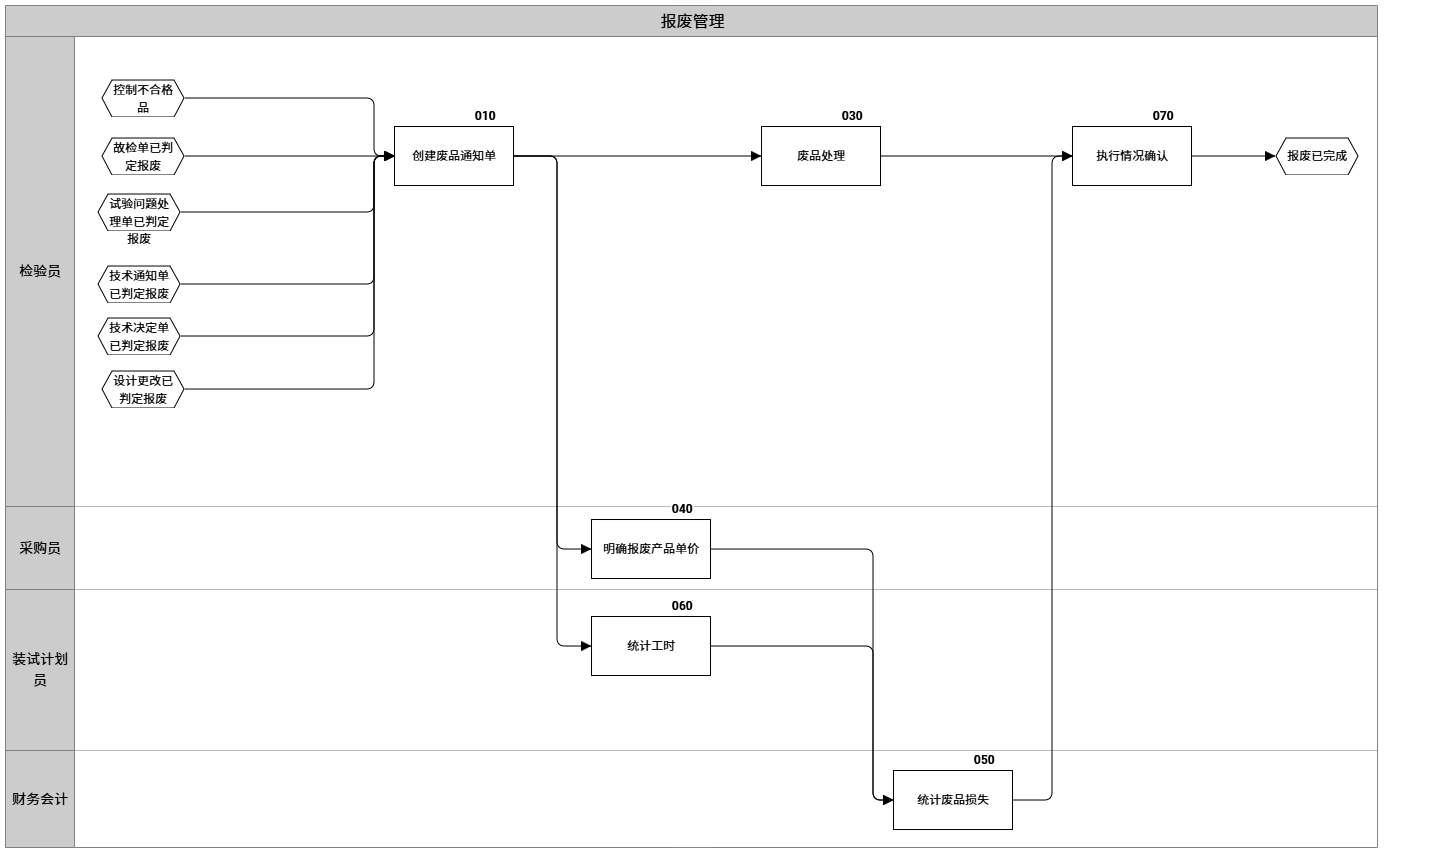 报废管理
检验员
控制不合格
品
故检单已判
定报废
试验问题处
理单已判定
报废
技术通知单
已判定报废
技术决定单
已判定报废
设计更改已
判定报废
010
创建废品通知单
030
废品处理
070
执行情况确认
报废已完成
采购员
040
明确报废产品单价
装试计划
员
060
统计工时
财务会计
050
统计废品损失